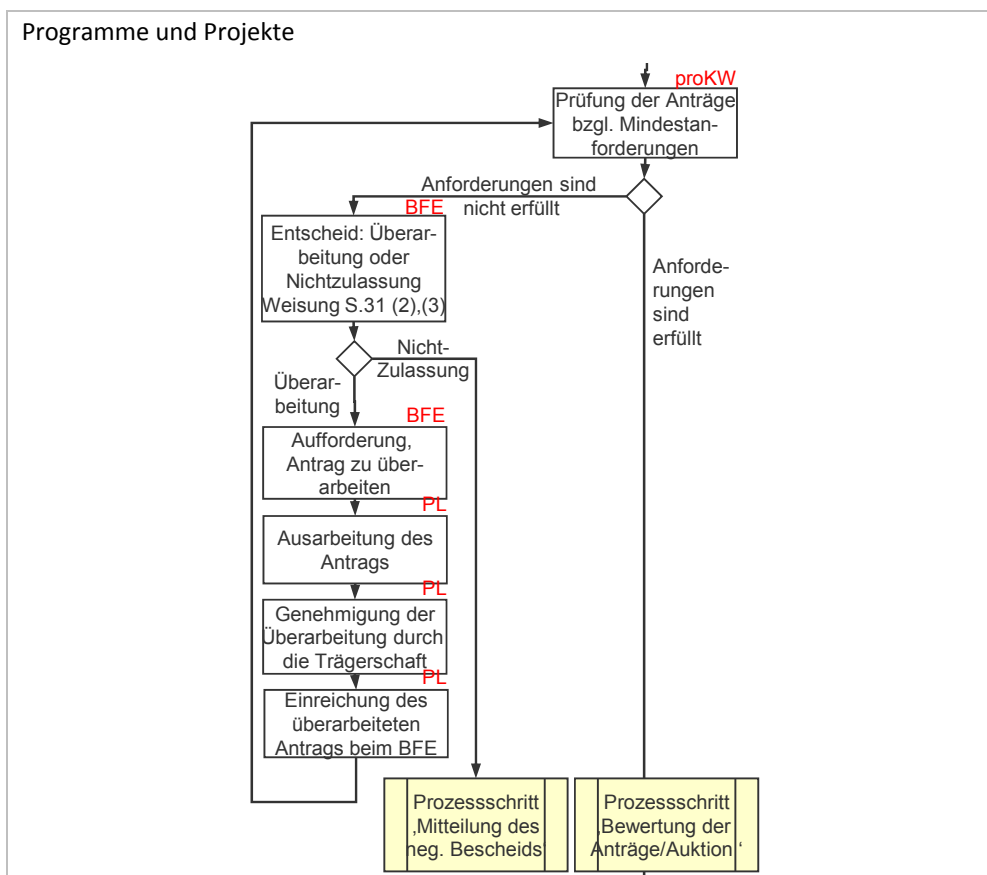 Programme und Projekte
proKW
Prüfung der Anträge
bzgl. Mindestan-
forderungen
Anforderungen sind
nicht erfüllt
BFE
Entscheid: Überar-
beitung oder
Nichtzulassung
Weisung S.31 (2),(3)
Anforde-
rungen
sind
erfüllt
Nicht-
Zulassung
Überar-
beitung
BFE
Aufforderung,
Antrag zu über-
arbeiten
PL
Ausarbeitung des
Antrags
PL
Genehmigung der
Überarbeitung durch
die Trägerschaft
PL
Einreichung des
überarbeiteten
Antrags beim BFE
Prozessschritt
‚Mitteilung des
neg. Bescheids‘
Prozessschritt
‚Bewertung der
Anträge/Auktion ‘